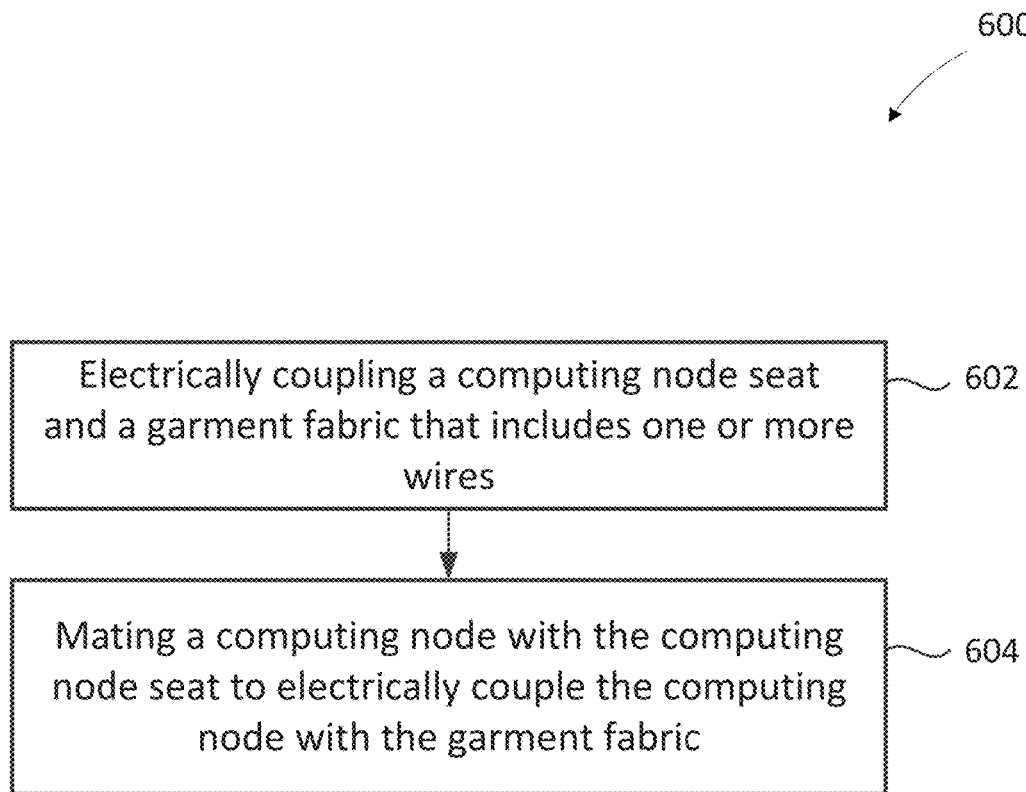 600
Electrically coupling a computing node seat
and a garment fabric that includes one or more
wires
602
Mating a computing node with the computing
node seat to electrically couple the computing
node with the garment fabric
604